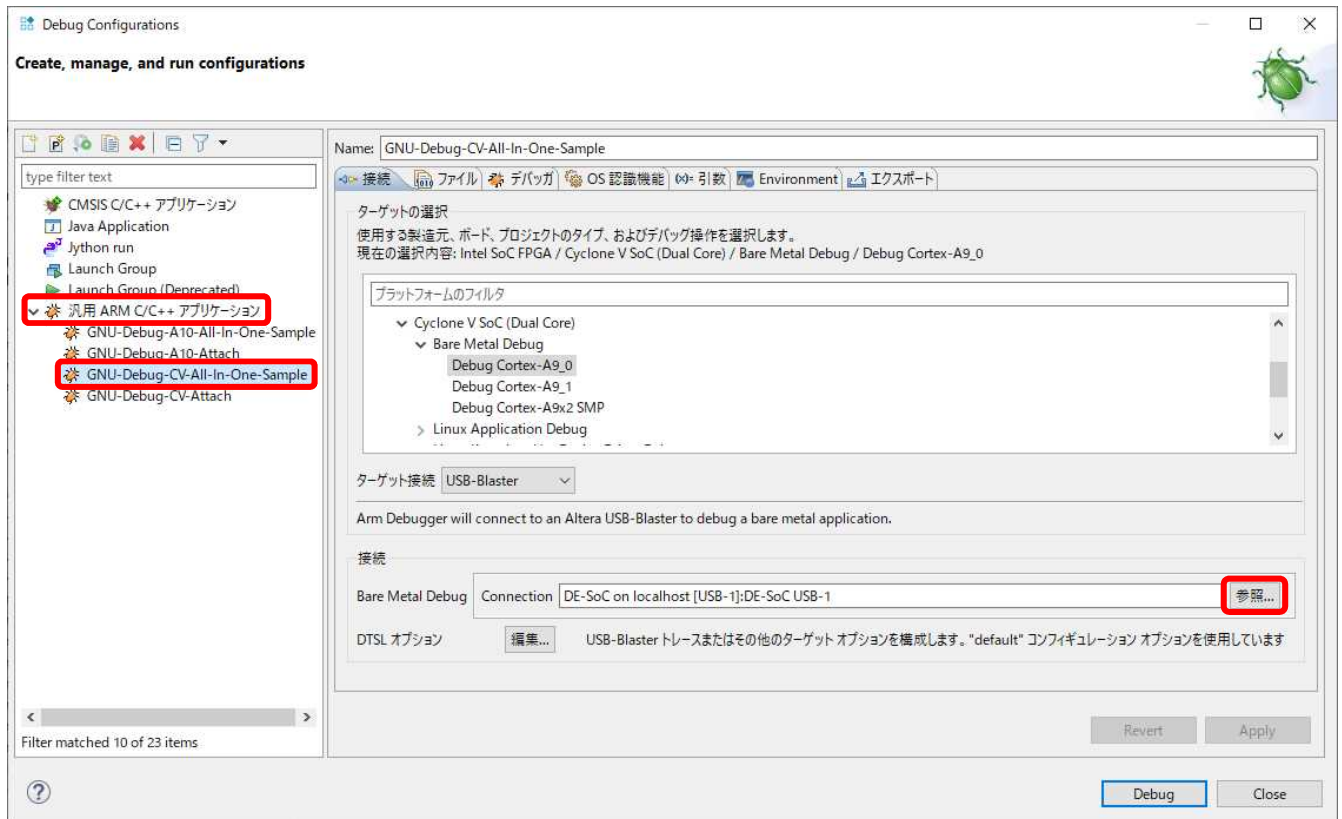 Debug Configurations
Create, manage, and run configurations
type filter text
CMSIS C/C++ アプリケーション
Java Application
Jython run
Launch Group
Launch Group (Deprecated)
汎用 ARM C/C++ アプリケーション
GNU-Debug-A10-All-In-One-Sample
GNU-Debug-A10-Attach
GNU-Debug-CV-All-In-One-Sample
GNU-Debug-CV-Attach
Filter matched 10 of 23 items
Name: GNU-Debug-CV-All-In-One-Sample
接続 ファイル デバッガ OS 認識機能 (x)= 引数 Environment エクスポート
ターゲットの選択
使用する製造元、ボード、プロジェクトのタイプ、およびデバッグ操作を選択します。
現在の選択内容: Intel SoC FPGA / Cyclone V SoC (Dual Core) / Bare Metal Debug / Debug Cortex-A9_0
プラットフォームのフィルタ
Cyclone V SoC (Dual Core)
Bare Metal Debug
Debug Cortex-A9_0
Debug Cortex-A9_1
Debug Cortex-A9x2 SMP
Linux Application Debug
ターゲット接続 USB-Blaster
Arm Debugger will connect to an Altera USB-Blaster to debug a bare metal application.
接続
Bare Metal Debug Connection DE-SoC on localhost [USB-1]:DE-SoC USB-1 参照...
DTSL オプション 編集... USB-Blaster トレースまたはその他のターゲット オプションを構成します。"default" コンフィギュレーション オプションを使用しています
Revert Apply
Debug Close